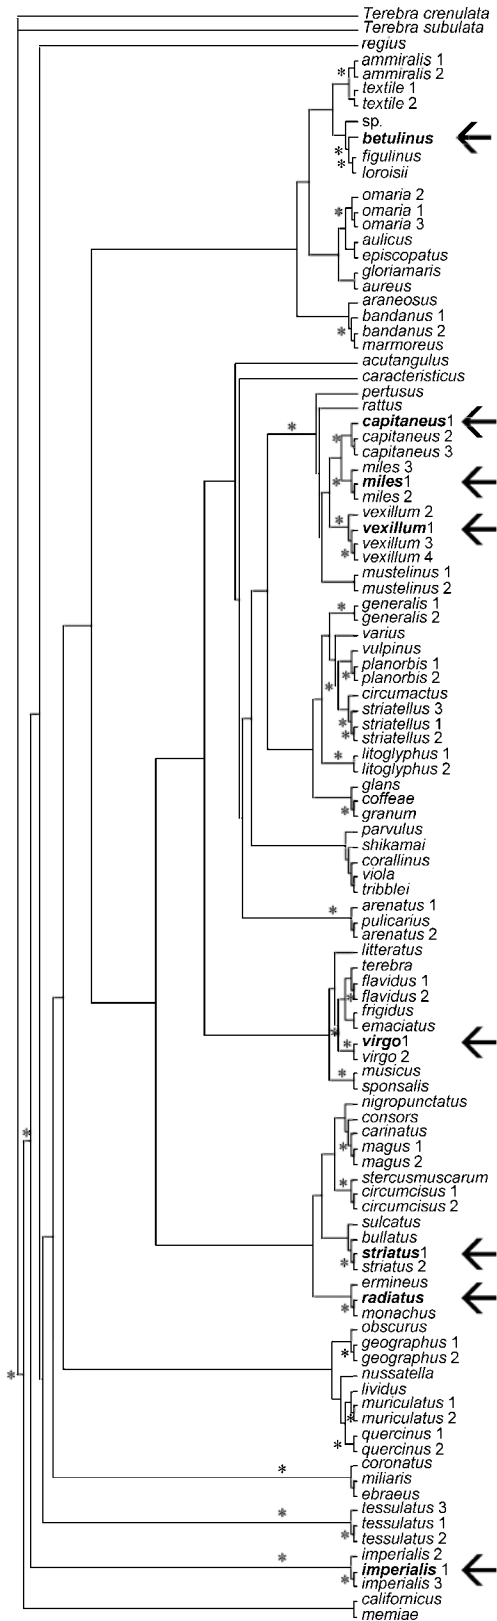 Terebra crenulata
Terebra subulata
regius
ammiralis 1
ammiralis 2
textile 1
textile 2
sp.
betulinus
figulinus
loroisii
omaria 2
omaria 1
omaria 3
aulicus
episcopatus
gloriamaris
aureus
araneosus
bandanus 1
bandanus 2
marmoreus
acutangulus
characteristicus
pertusus
rattus
capitaneus1
capitaneus 2
capitaneus 3
miles 3
miles1
miles 2
vexillum 2
vexillum1
vexillum 3
vexillum 4
mustelinus 1
mustelinus 2
generalis 1
generalis 2
varius
vulpinus
planorbis 1
planorbis 2
circumactus
striatellus 3
striatellus 1
striatellus 2
litoglyphus 1
litoglyphus 2
glans
coffeae
granum
parvulus
shikamai
corallinus
viola
tribblei
arenatus 1
pulicarius
arenatus 2
litteratus
terebra
flavidus 1
flavidus 2
frigidus
emaciatus
virgo1
virgo 2
musicus
sponsalis
nigropunctatus
consors
carinatus
magus 1
magus 2
stercusmuscarum
circumcisus 1
circumcisus 2
sulcatus
bullatus
striatus1
striatus 2
ermineus
radiatus
monachus
obscurus
geographus 1
geographus 2
nussatella
lividus
muriculatus 1
muriculatus 2
quercinus 1
quercinus 2
coronatus
miliaris
ebraeus
tessulatus 3
tessulatus 1
tessulatus 2
imperialis 2
imperialis 1
imperialis 3
californicus
memiae